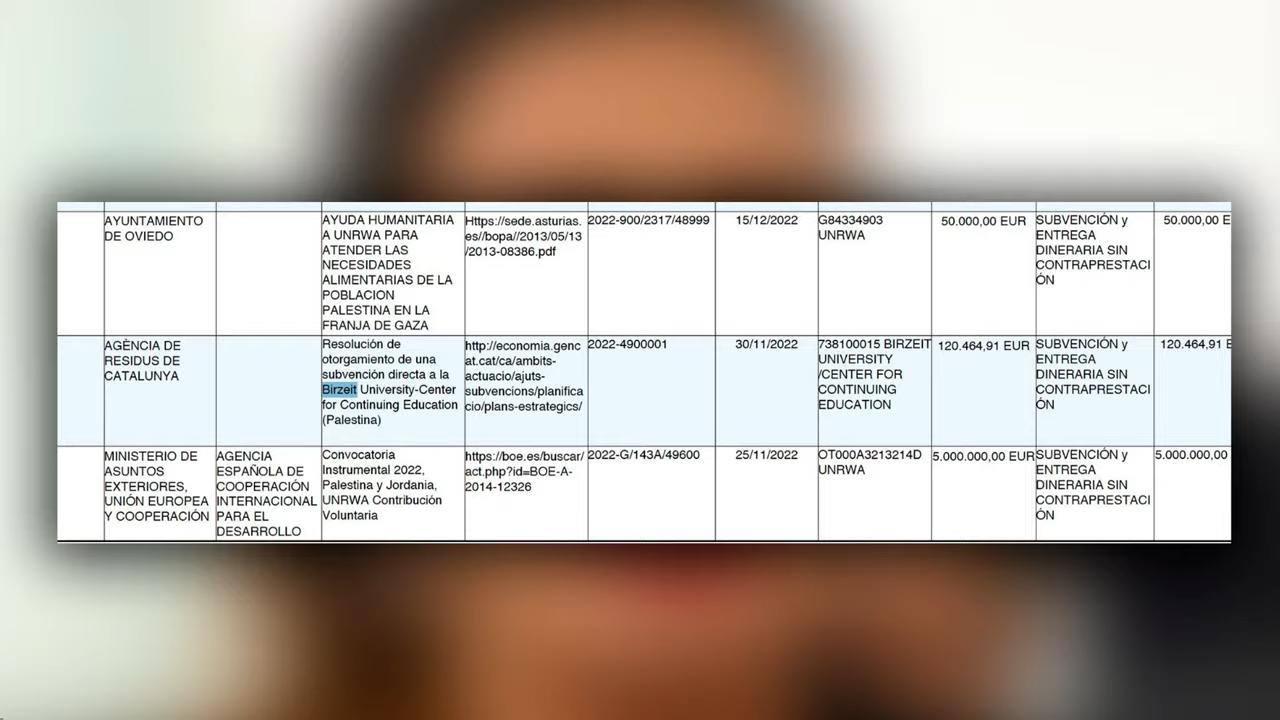 AYUNTAMIENTO
DE OVIEDO
AYUDA HUMANITARIA
A UNRWA PARA
ATENDER LAS
NECESIDADES
ALIMENTARIAS DE LA
POBLACION
PALESTINA EN LA
FRANJA DE GAZA
Https://sede.asturias.
es//bopa//2013/05/13
/2013-08386.pdf
2022-900/2317/48999
15/12/2022
G84334903
UNRWA
50.000,00 EUR
SUBVENCIÓN y
ENTREGA
DINERARIA SIN
CONTRAPRESTACI
ÓN
50.000,00 E
AGÈNCIA DE
RESIDUS DE
CATALUNYA
Resolución de
otorgamiento de una
subvención directa a la
Birzeit University-Center
for Continuing Education
(Palestina)
http://economia.genc
at.cat/ca/ambits-
actuacio/ajuts-
subvencions/planifica
cio/plans-estrategics/
2022-4900001
30/11/2022
738100015 BIRZEIT
UNIVERSITY
/CENTER FOR
CONTINUING
EDUCATION
120.464,91 EUR
SUBVENCIÓN y
ENTREGA
DINERARIA SIN
CONTRAPRESTACI
ÓN
120.464,91 E
MINISTERIO DE
ASUNTOS
EXTERIORES,
UNIÓN EUROPEA
Y COOPERACIÓN
AGENCIA
ESPAÑOLA DE
COOPERACIÓN
INTERNACIONAL
PARA EL
DESARROLLO
Convocatoria
Instrumental 2022,
Palestina y Jordania,
UNRWA Contribución
Voluntaria
https://boe.es/buscar/
act.php?id=BOE-A-
2014-12326
2022-G/143A/49600
25/11/2022
OT000A3213214D
UNRWA
5.000.000,00 EUR
SUBVENCIÓN y
ENTREGA
DINERARIA SIN
CONTRAPRESTACI
ÓN
5.000.000,00